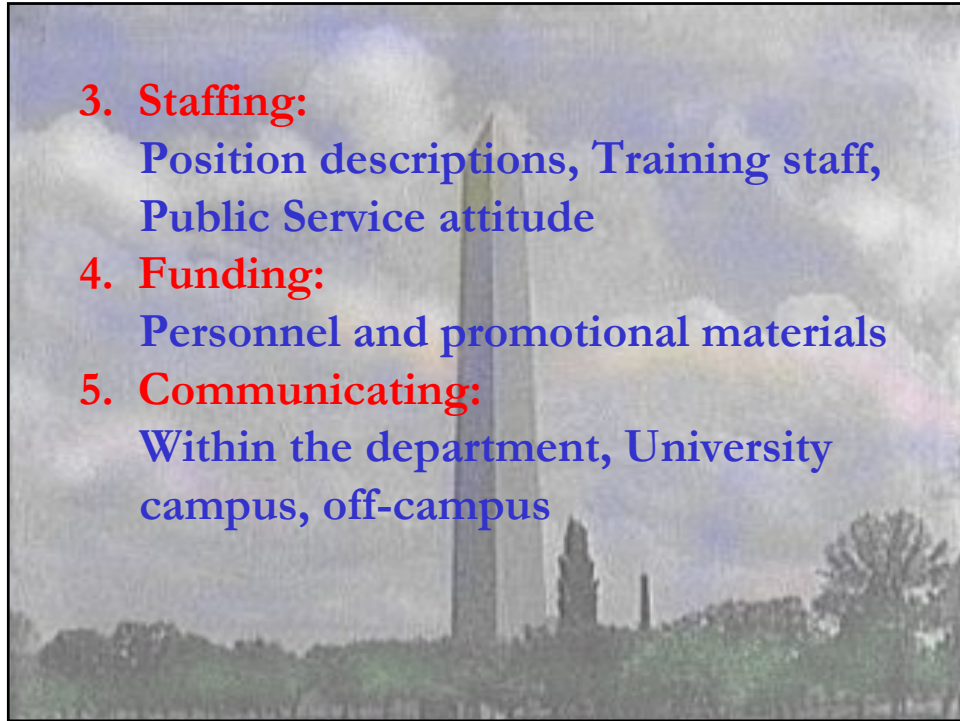 3. Staffing:
Position descriptions, Training staff,
Public Service attitude
4. Funding:
Personnel and promotional materials
5. Communicating:
Within the department, University
campus, off-campus